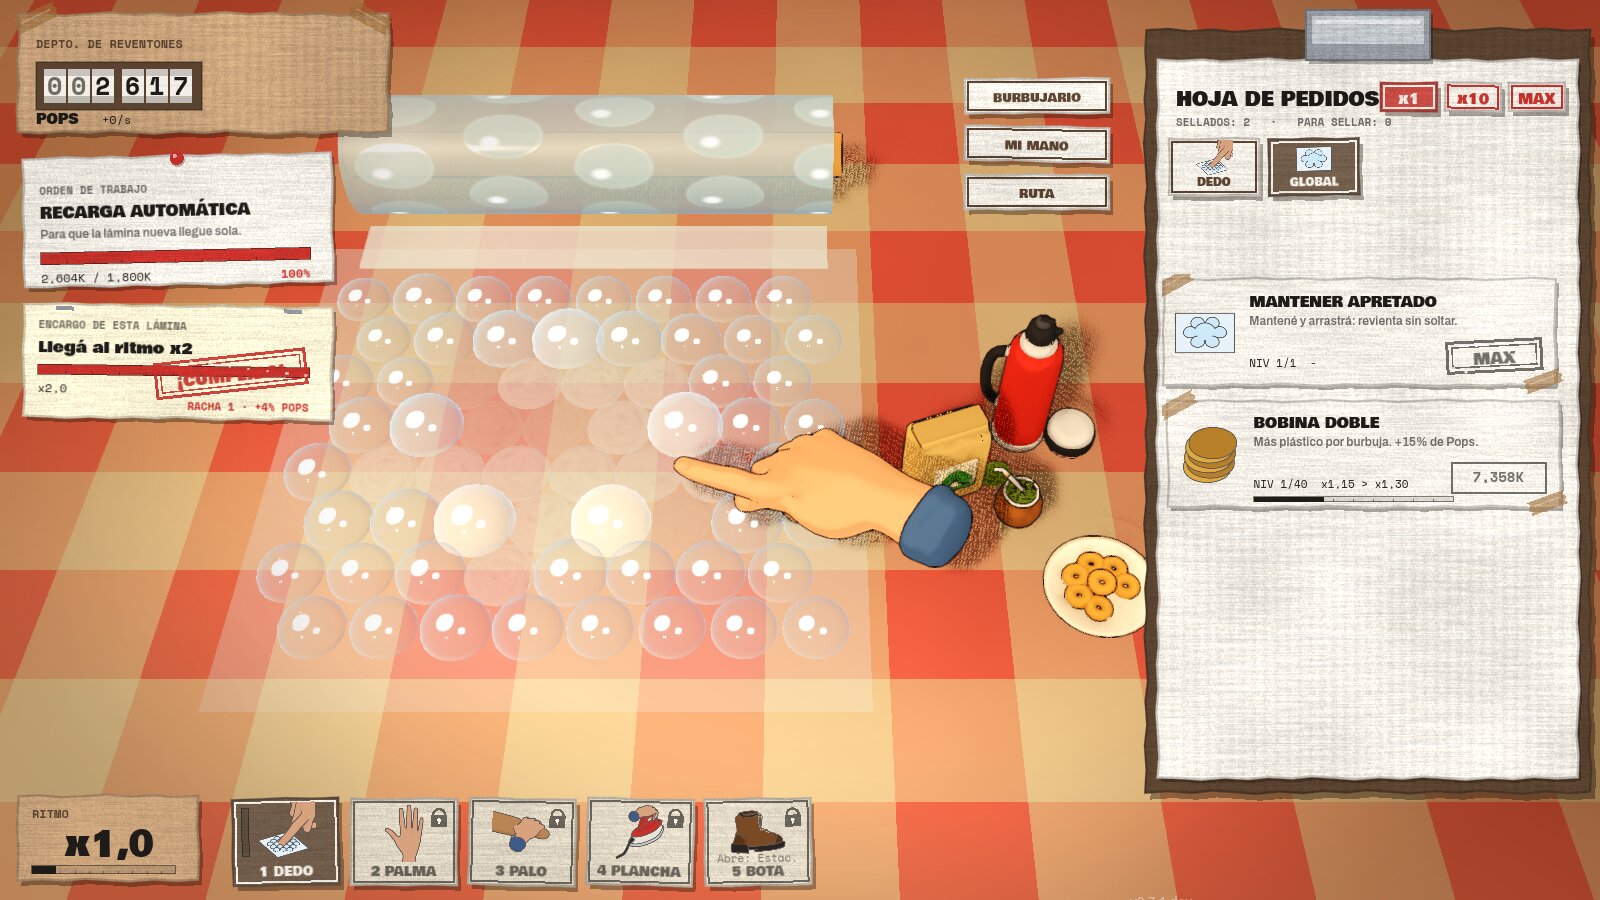 DEPTO. DE REVENTONES
002617
POPS +0/s
ORDEN DE TRABAJO
RECARGA AUTOMÁTICA
Para que la lámina nueva llegue sola.
2,604K / 1,800K 100%
ENCARGO DE ESTA LÁMINA
Llegá al ritmo x2
x2.0
RACHA 1 · +4% POPS
BURBUJARIO
MI MANO
RUTA
HOJA DE PEDIDOS
x1 x10 MAX
SELLADOS: 2 · PARA SELLAR: 0
DEDO
GLOBAL
MANTENER APRETADO
Mantené y arrastrá: revienta sin soltar.
NIV 1/1 -
MAX
BOBINA DOBLE
Más plástico por burbuja. +15% de Pops.
NIV 1/40 x1,15 > x1,30
7,358K
RITMO
x1,0
1 DEDO
2 PALMA
3 PALO
4 PLANCHA
Abre: Estac.
5 BOTA